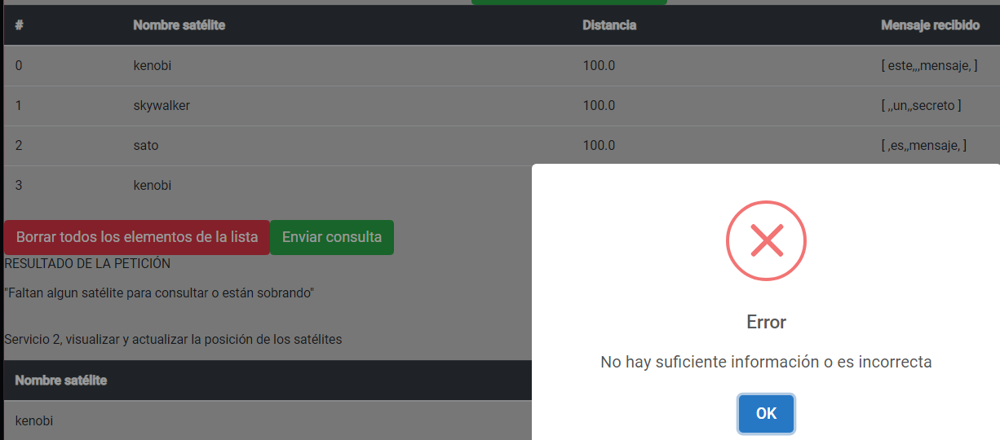 # Nombre satélite Distancia Mensaje recibido
0 kenobi 100.0 [ este,,,mensaje, ]
1 skywalker 100.0 [ ,,un,,secreto ]
2 sato 100.0 [ ,es,,mensaje, ]
3 kenobi
Borrar todos los elementos de la lista Enviar consulta
RESULTADO DE LA PETICIÓN
"Faltan algun satélite para consultar o están sobrando"
Servicio 2, visualizar y actualizar la posición de los satélites
Nombre satélite
kenobi
Error
No hay suficiente información o es incorrecta
OK